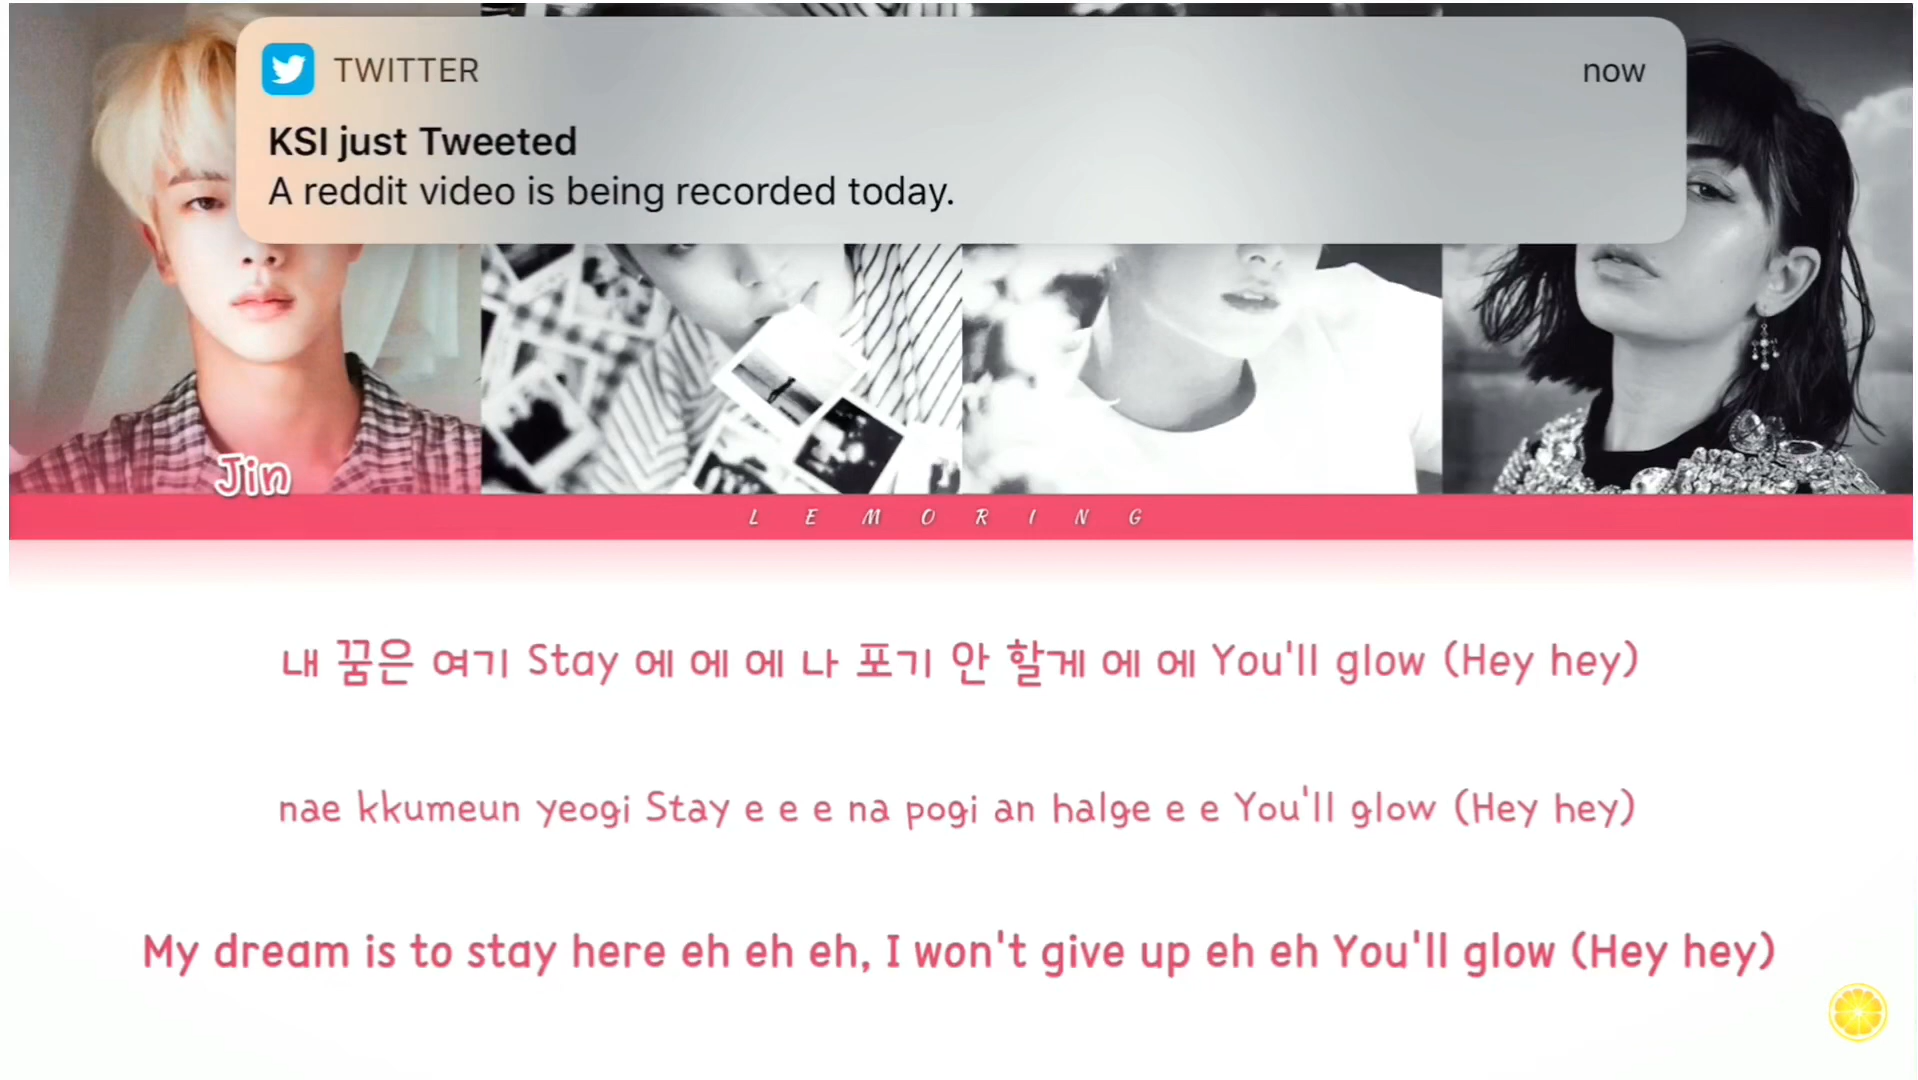 TWITTER
now
KSI just Tweeted
A reddit video is being recorded today.
Jin
LEMORING
내 꿈은 여기 Stay 에 에 에 나 포기 안 할게 에 에 You'll glow (Hey hey)
nae kkumeun yeogi Stay e e e na pogi an halge e e You'll glow (Hey hey)
My dream is to stay here eh eh eh, I won't give up eh eh You'll glow (Hey hey)